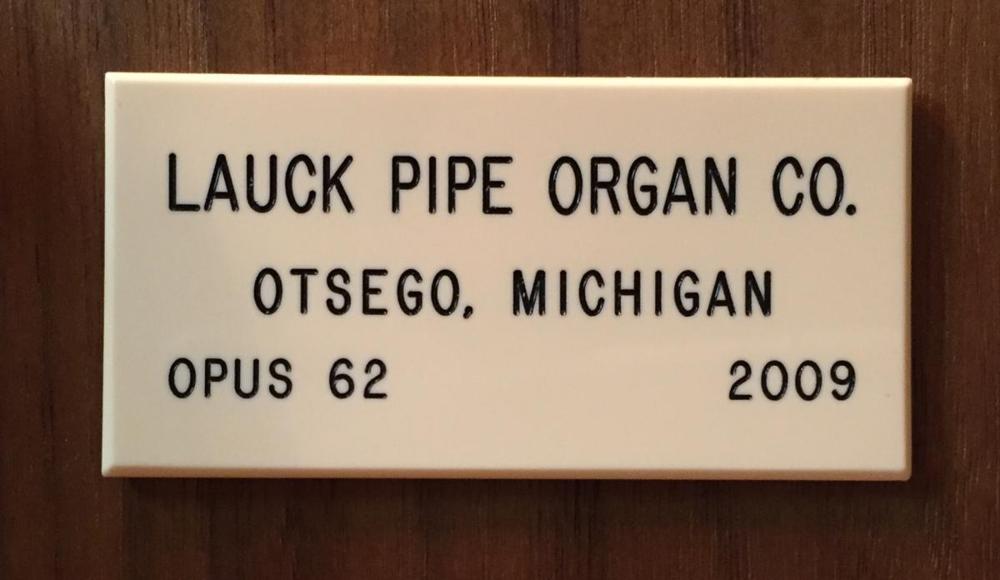 LAUCK PIPE ORGAN CO.
OTSEGO, MICHIGAN
OPUS 62 2009